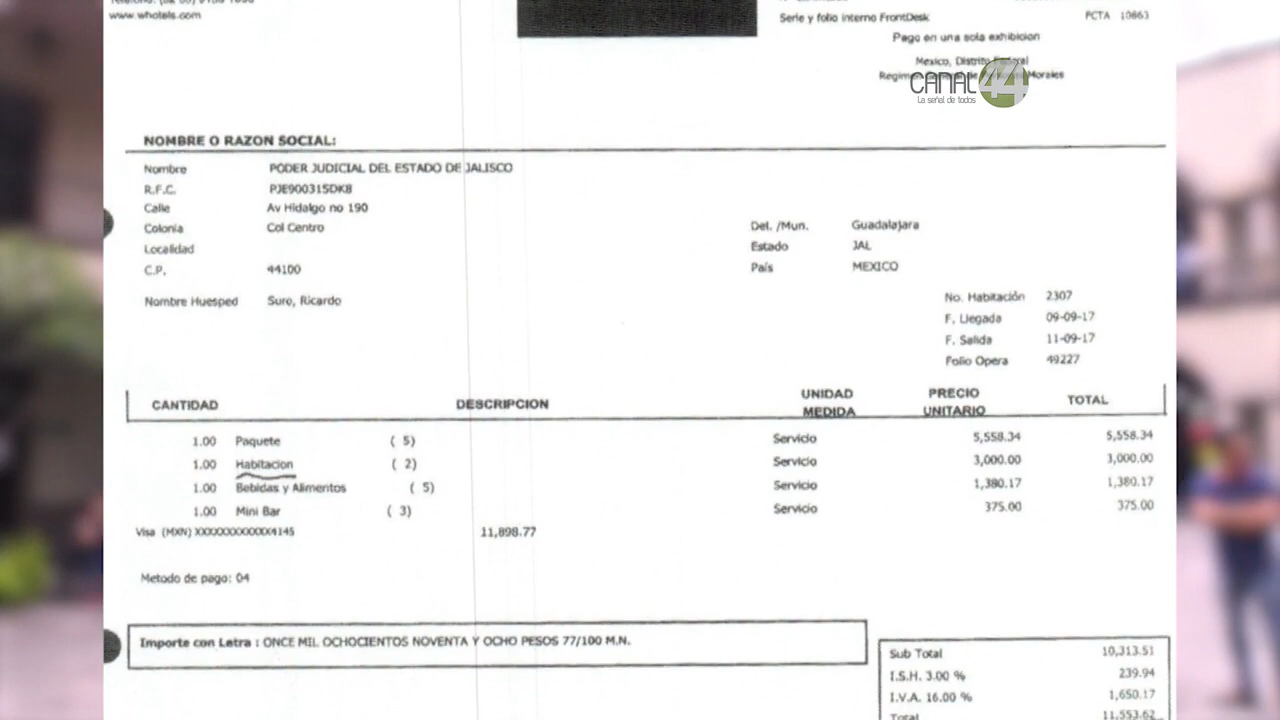 www.whotels.com
Serie y folio interno FrontDesk
FCTA 10863
Pago en una sola exhibicion
Mexico, Distrito Federal
CANAL 44
La señal de todos
Morales
NOMBRE O RAZON SOCIAL:
Nombre PODER JUDICIAL DEL ESTADO DE JALISCO
R.F.C. PJE900315DK8
Calle Av Hidalgo no 190
Colonia Col Centro
Del. /Mun. Guadalajara
Localidad
Estado JAL
C.P. 44100
País MEXICO
Nombre Huesped Suro, Ricardo
No. Habitación 2307
F. Llegada 09-09-17
F. Salida 11-09-17
Folio Opera 49227
CANTIDAD DESCRIPCION UNIDAD MEDIDA PRECIO UNITARIO TOTAL
1.00 Paquete ( 5) Servicio 5,558.34 5,558.34
1.00 Habitacion ( 2) Servicio 3,000.00 3,000.00
1.00 Bebidas y Alimentos ( 5) Servicio 1,380.17 1,380.17
1.00 Mini Bar ( 3) Servicio 375.00 375.00
Visa (MXN) XXXXXXXXXXXX4145 11,898.77
Metodo de pago: 04
Importe con Letra : ONCE MIL OCHOCIENTOS NOVENTA Y OCHO PESOS 77/100 M.N.
Sub Total 10,313.51
I.S.H. 3.00 % 239.94
I.V.A. 16.00 % 1,650.17
Total 11,553.62